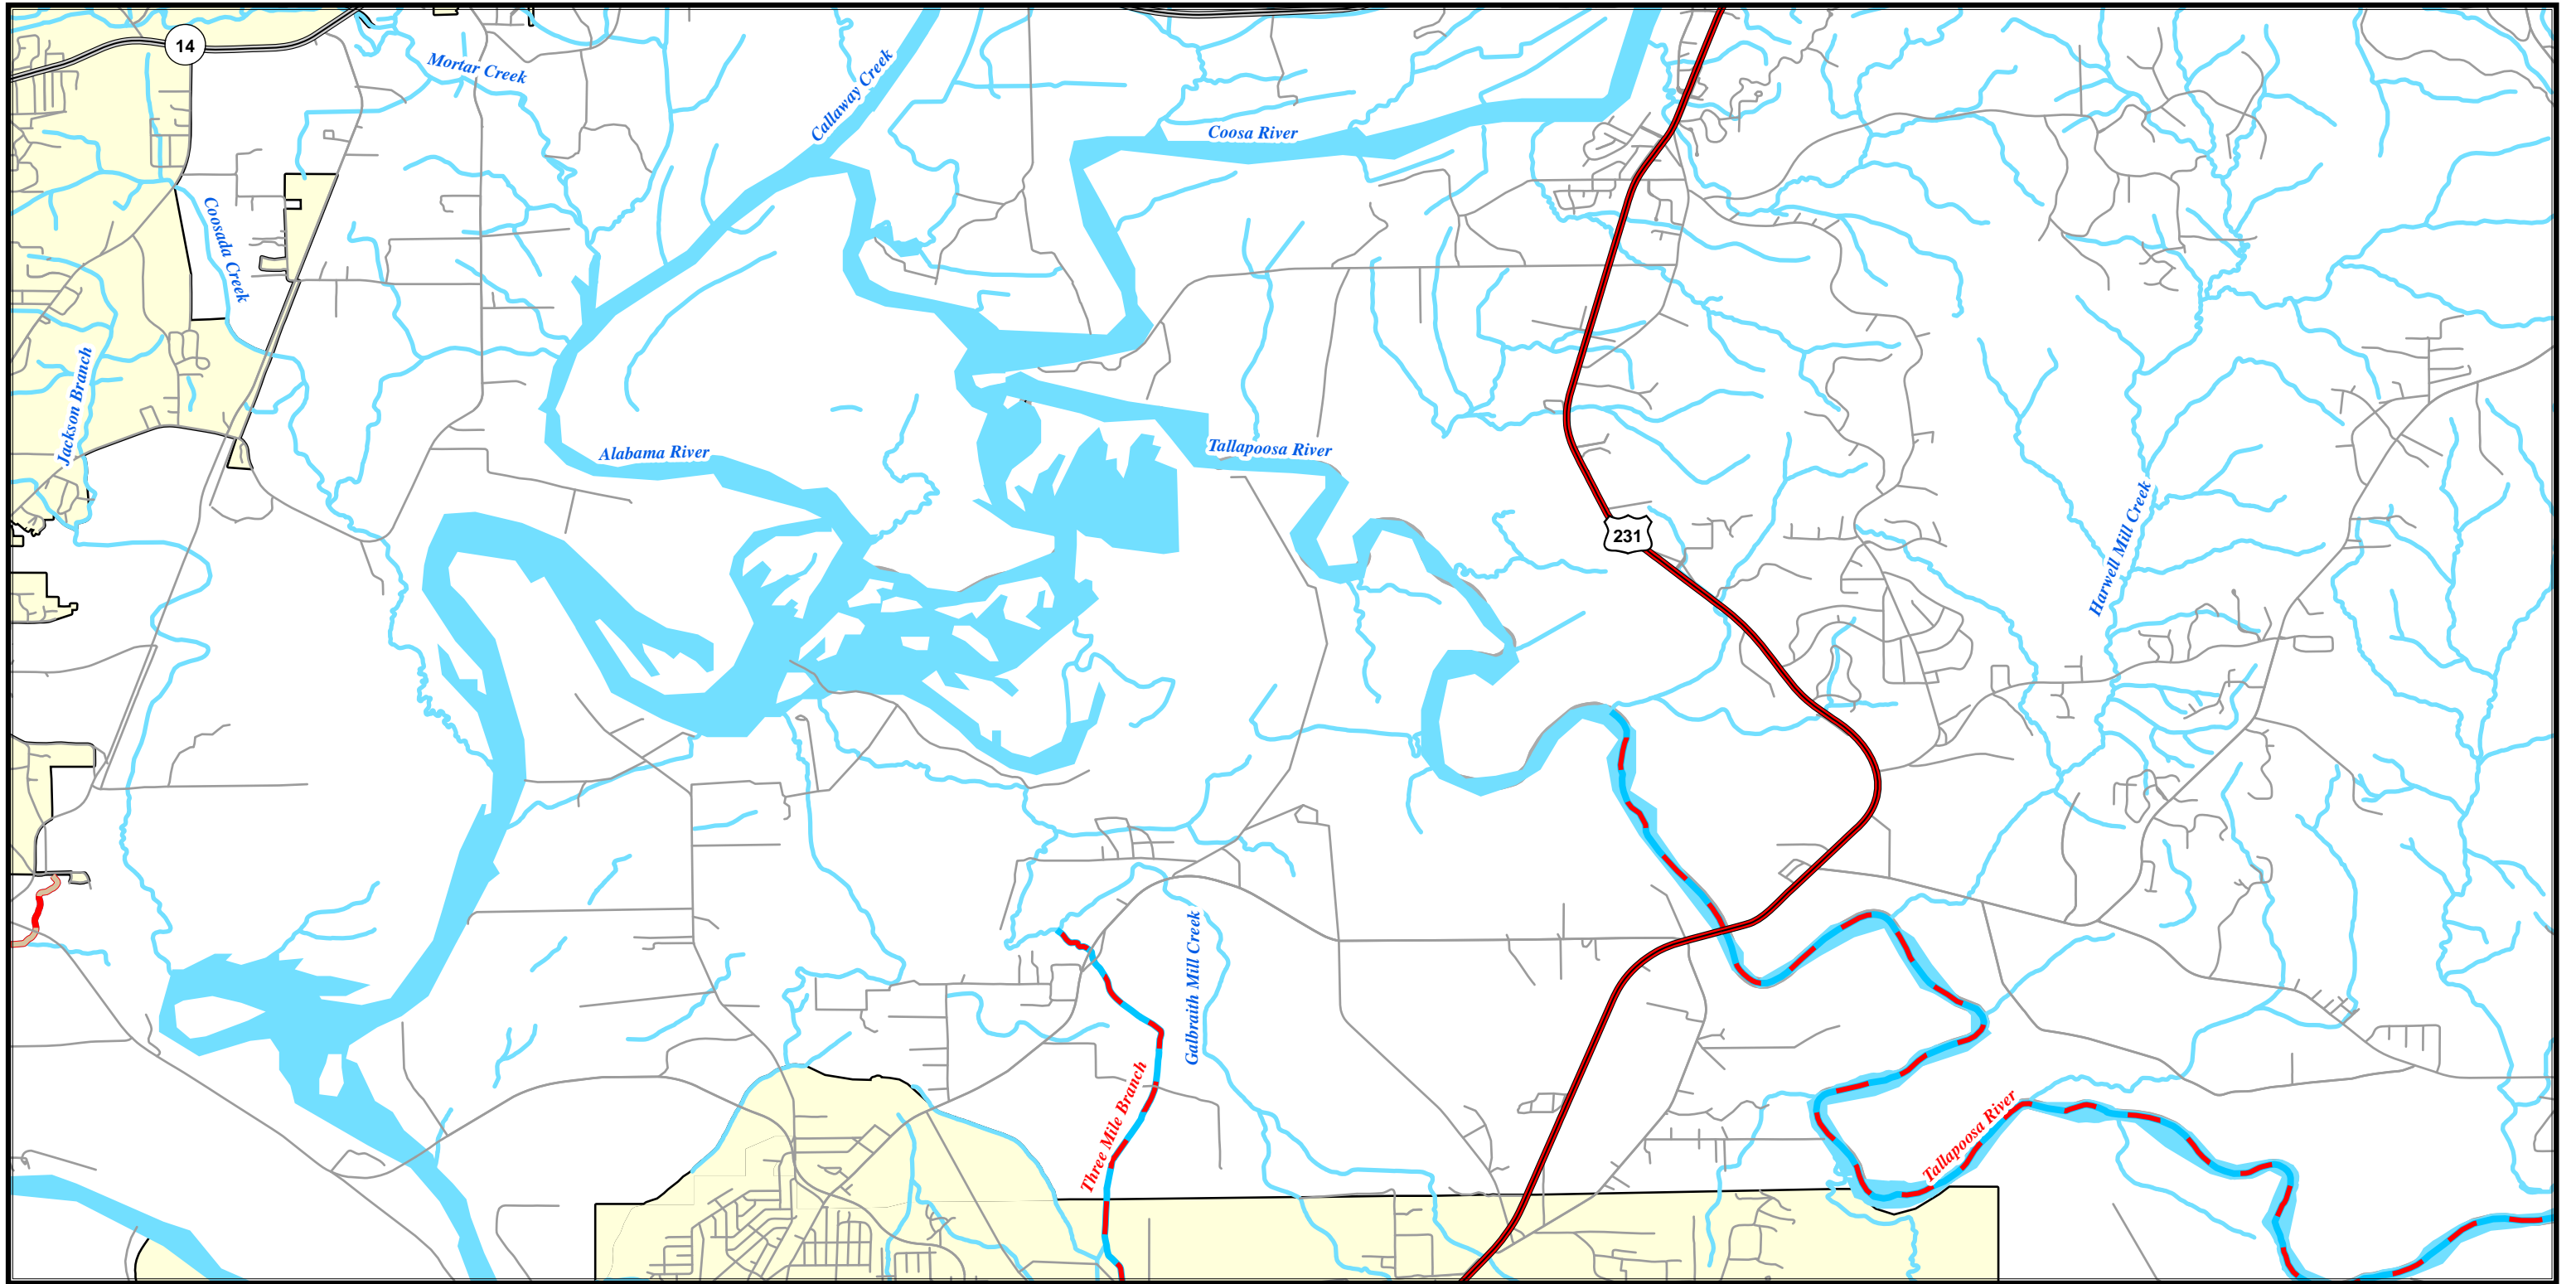 14
Mortar Creek
Callaway Creek
Coosa River
Coosada Creek
Jackson Branch
Alabama River
Tallapoosa River
231
Harwell Mill Creek
Galbraith Mill Creek
Three Mile Branch
Tallapoosa River